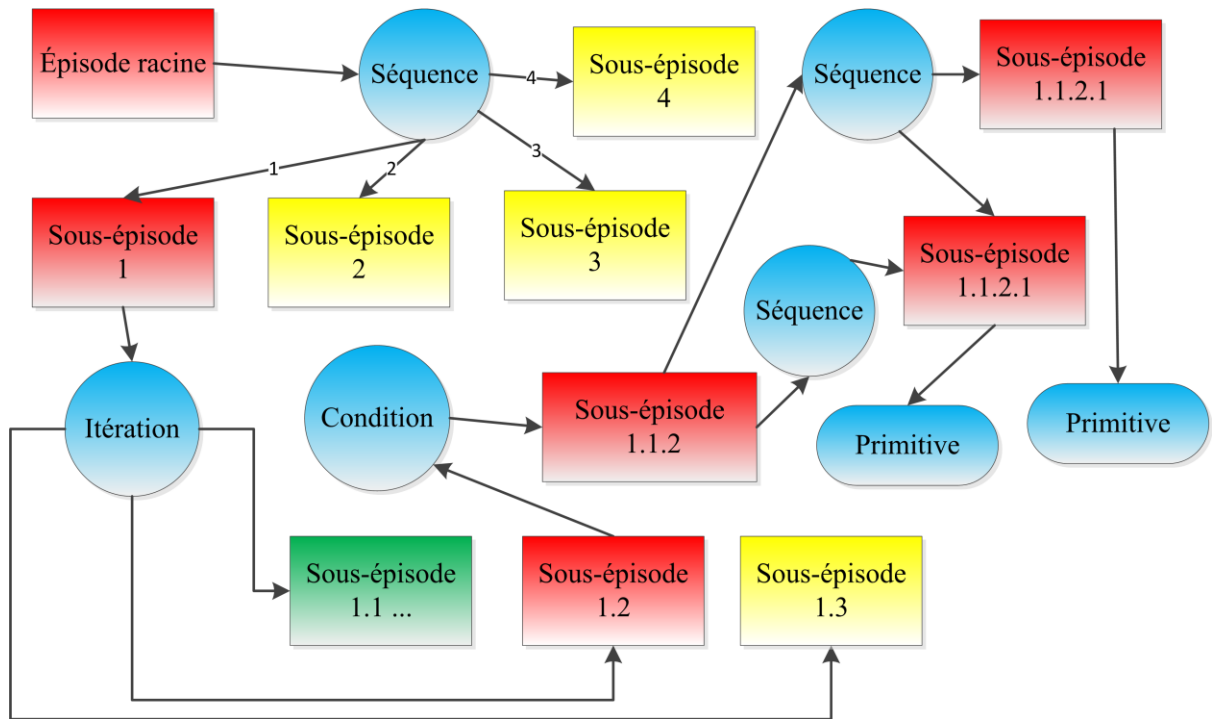 Épisode racine
Séquence
4
Sous-épisode
4
Séquence
Sous-épisode
1.1.2.1
1
2
3
Sous-épisode
1
Sous-épisode
2
Sous-épisode
3
Séquence
Sous-épisode
1.1.2.1
Itération
Condition
Sous-épisode
1.1.2
Primitive
Primitive
Sous-épisode
1.1 ...
Sous-épisode
1.2
Sous-épisode
1.3